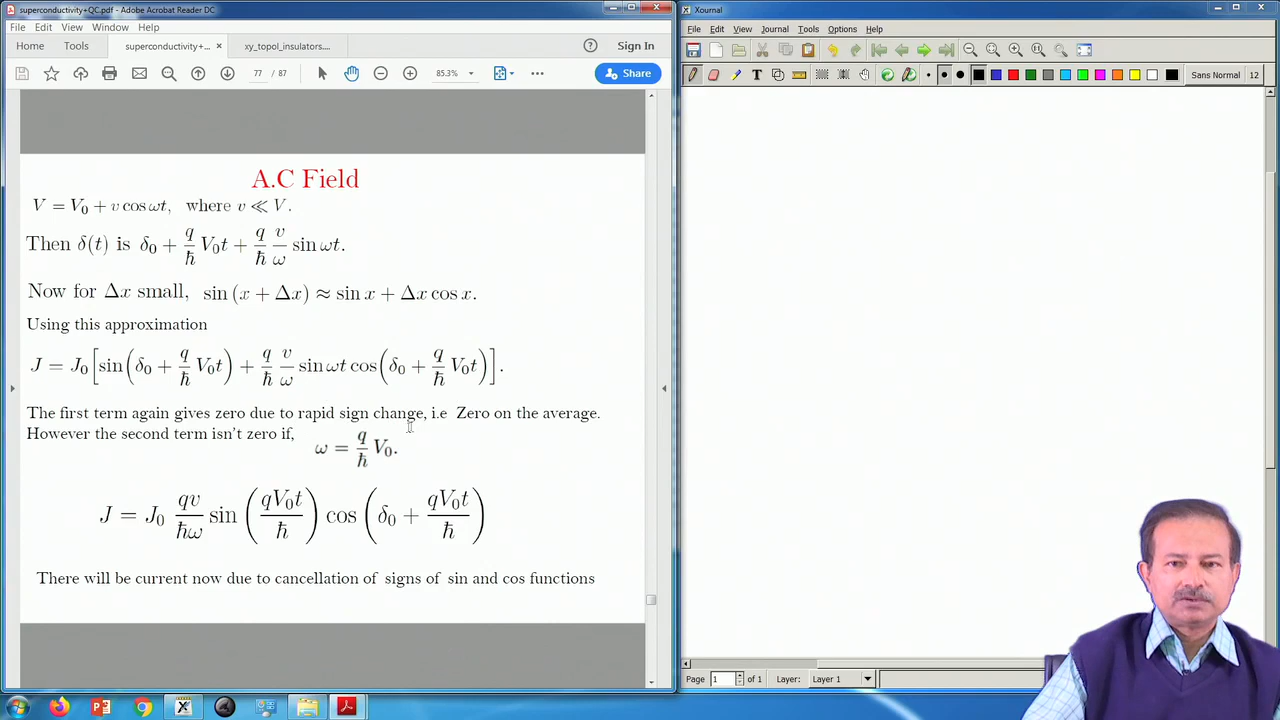 superconductivity+QC.pdf - Adobe Acrobat Reader DC
File Edit View Window Help
Home Tools superconductivity+... × xy_topol_insulators.... Sign In
77 / 87 85.3% Share
A.C Field
V = V₀ + v cos ωt, where v ≪ V.
Then δ(t) is δ₀ + q/ħ V₀t + q/ħ v/ω sin ωt.
Now for Δx small, sin (x + Δx) ≈ sin x + Δx cos x.
Using this approximation
J = J₀[sin(δ₀ + q/ħ V₀t) + q/ħ v/ω sin ωt cos(δ₀ + q/ħ V₀t)].
The first term again gives zero due to rapid sign change, i.e Zero on the average.
However the second term isn't zero if,
ω = q/ħ V₀.
J = J₀ qv/ħω sin (qV₀t/ħ) cos (δ₀ + qV₀t/ħ)
There will be current now due to cancellation of signs of sin and cos functions
Xournal
File Edit View Journal Tools Options Help
Sans Normal 12
Page 1 of 1 Layer: Layer 1